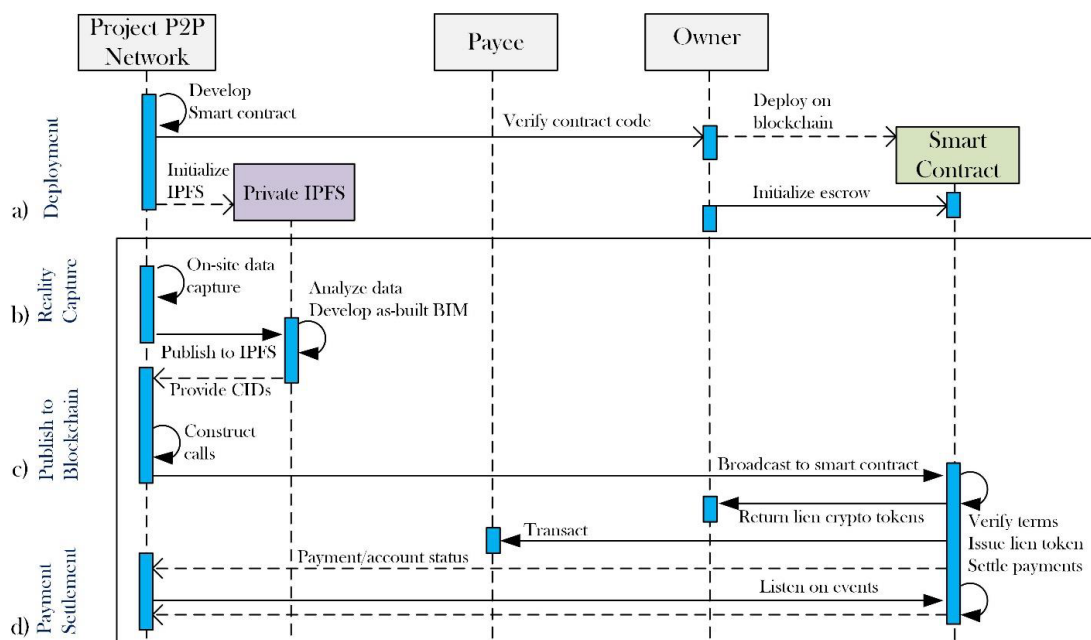 Project P2P
Network
Payee
Owner
Develop
Smart contract
Verify contract code
Deploy on
blockchain
Smart
Contract
Initialize
IPFS
Private IPFS
Initialize escrow
a)
Deployment
On-site data
capture
Analyze data
Develop as-built BIM
b)
Reality
Capture
Publish to IPFS
Provide CIDs
Construct
calls
c)
Publish to
Blockchain
Broadcast to smart contract
Return lien crypto tokens
Transact
Verify terms
Issue lien token
Settle payments
Payment/account status
Listen on events
d)
Payment
Settlement